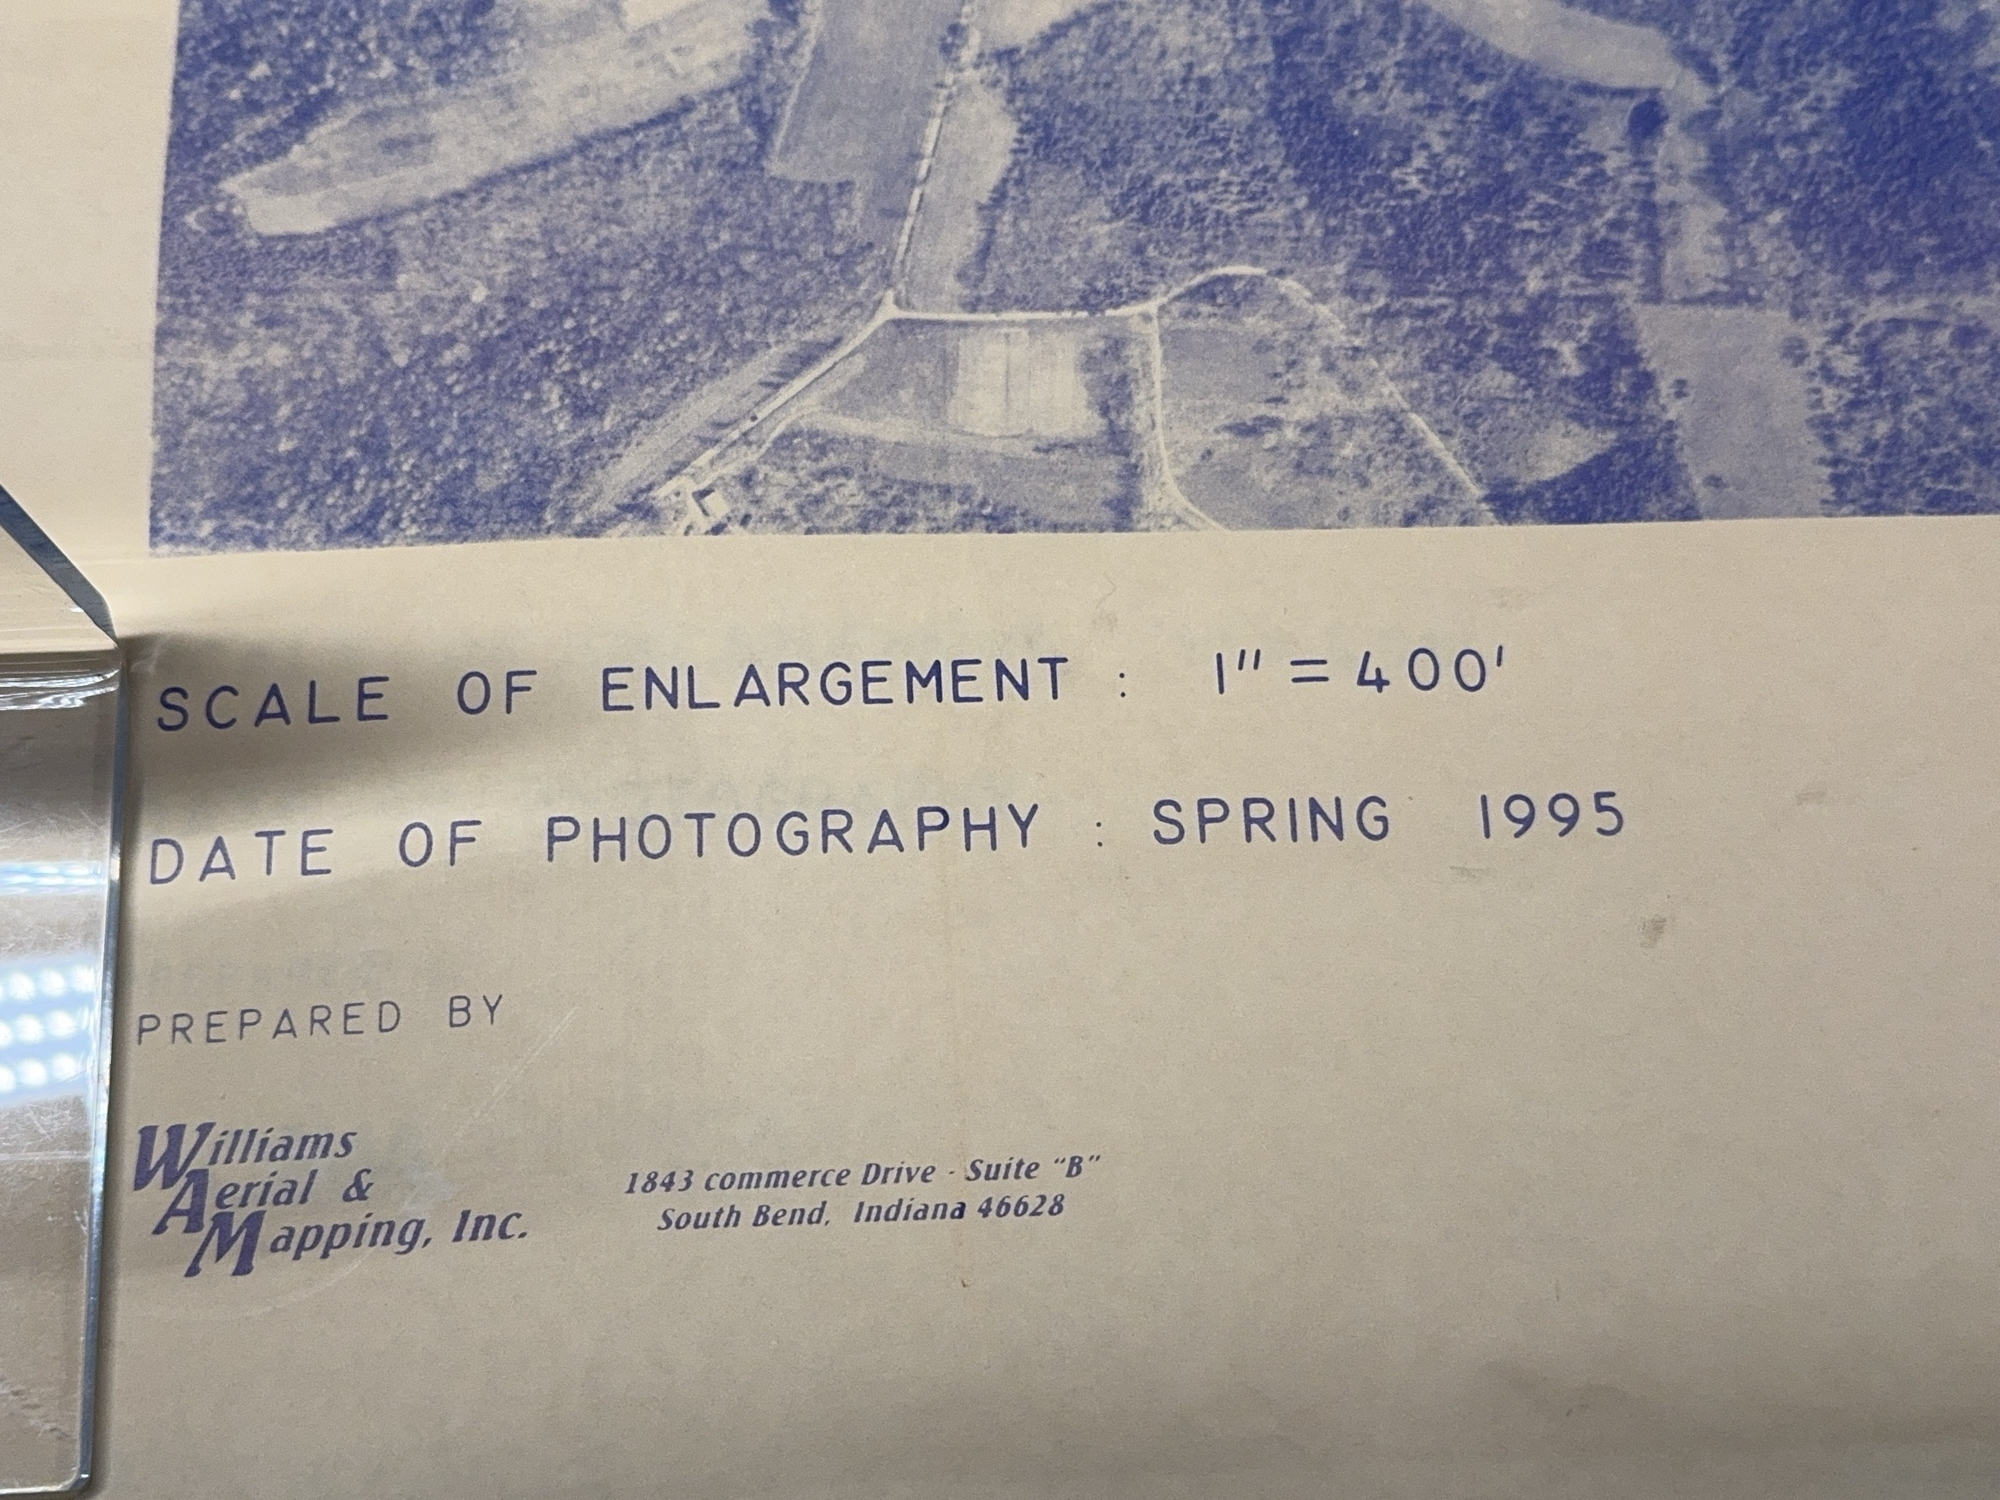 SCALE OF ENLARGEMENT : 1" = 400'
DATE OF PHOTOGRAPHY : SPRING 1995
PREPARED BY
Williams
Aerial &
Mapping, Inc.
1843 commerce Drive - Suite "B"
South Bend, Indiana 46628